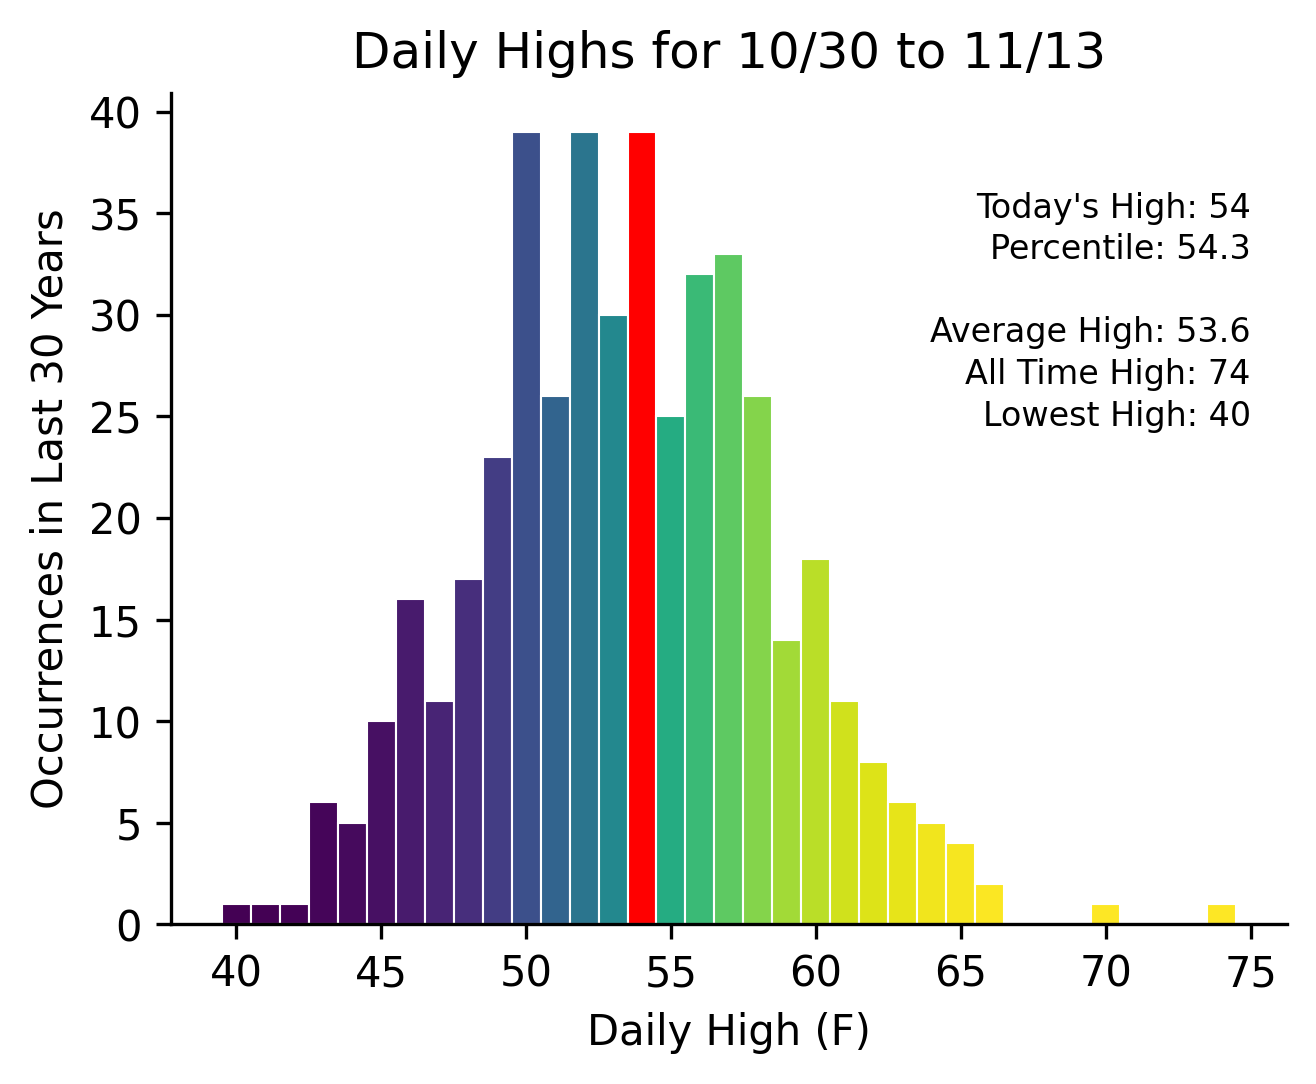 Daily Highs for 10/30 to 11/13
40
35
30
25
20
15
10
5
0
Occurrences in Last 30 Years
Today's High: 54
Percentile: 54.3
Average High: 53.6
All Time High: 74
Lowest High: 40
40 45 50 55 60 65 70 75
Daily High (F)